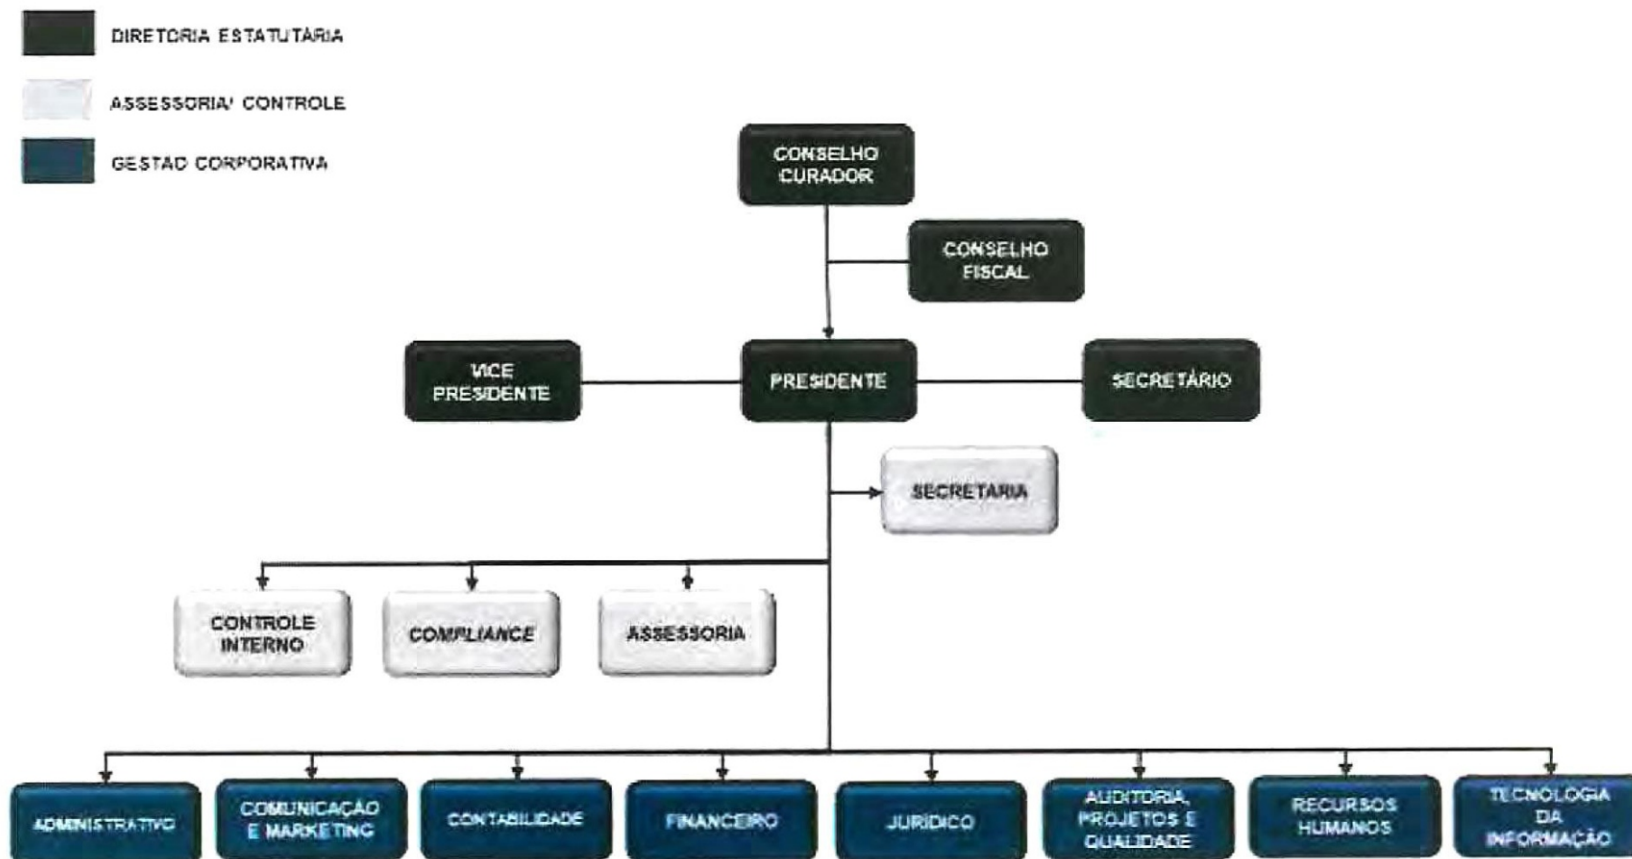 DIRETORIA ESTATUTÁRIA
ASSESSORIA/ CONTROLE
GESTAO CORPORATIVA
CONSELHO
CURADOR
CONSELHO
FISCAL
VICE
PRESIDENTE
PRESIDENTE
SECRETÁRIO
SECRETARIA
CONTROLE
INTERNO
COMPLIANCE
ASSESSORIA
ADMINISTRATIVO
COMUNICAÇÃO
E MARKETING
CONTABILIDADE
FINANCEIRO
JURÍDICO
AUDITORIA,
PROJETOS E
QUALIDADE
RECURSOS
HUMANOS
TECNOLOGIA
DA
INFORMAÇÃO